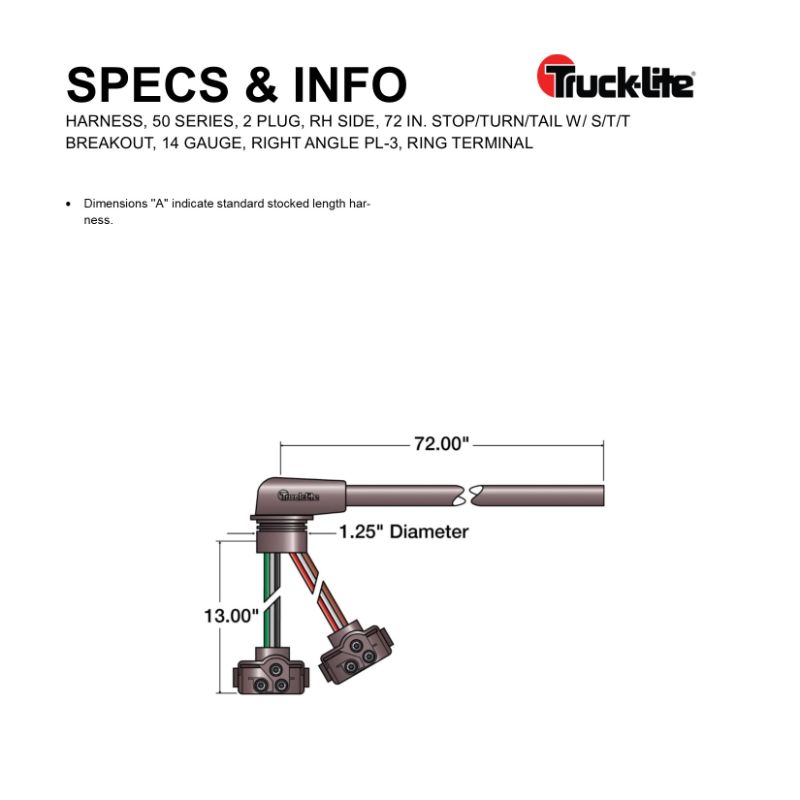 SPECS & INFO
Truck-Lite®
HARNESS, 50 SERIES, 2 PLUG, RH SIDE, 72 IN. STOP/TURN/TAIL W/ S/T/T
BREAKOUT, 14 GAUGE, RIGHT ANGLE PL-3, RING TERMINAL
• Dimensions "A" indicate standard stocked length har-
ness.
72.00"
Truck-Lite
1.25" Diameter
13.00"